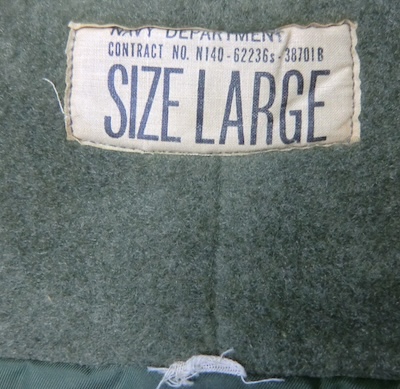 NAVY DEPARTMENT
CONTRACT NO. N140-62236s-38701B
SIZE LARGE